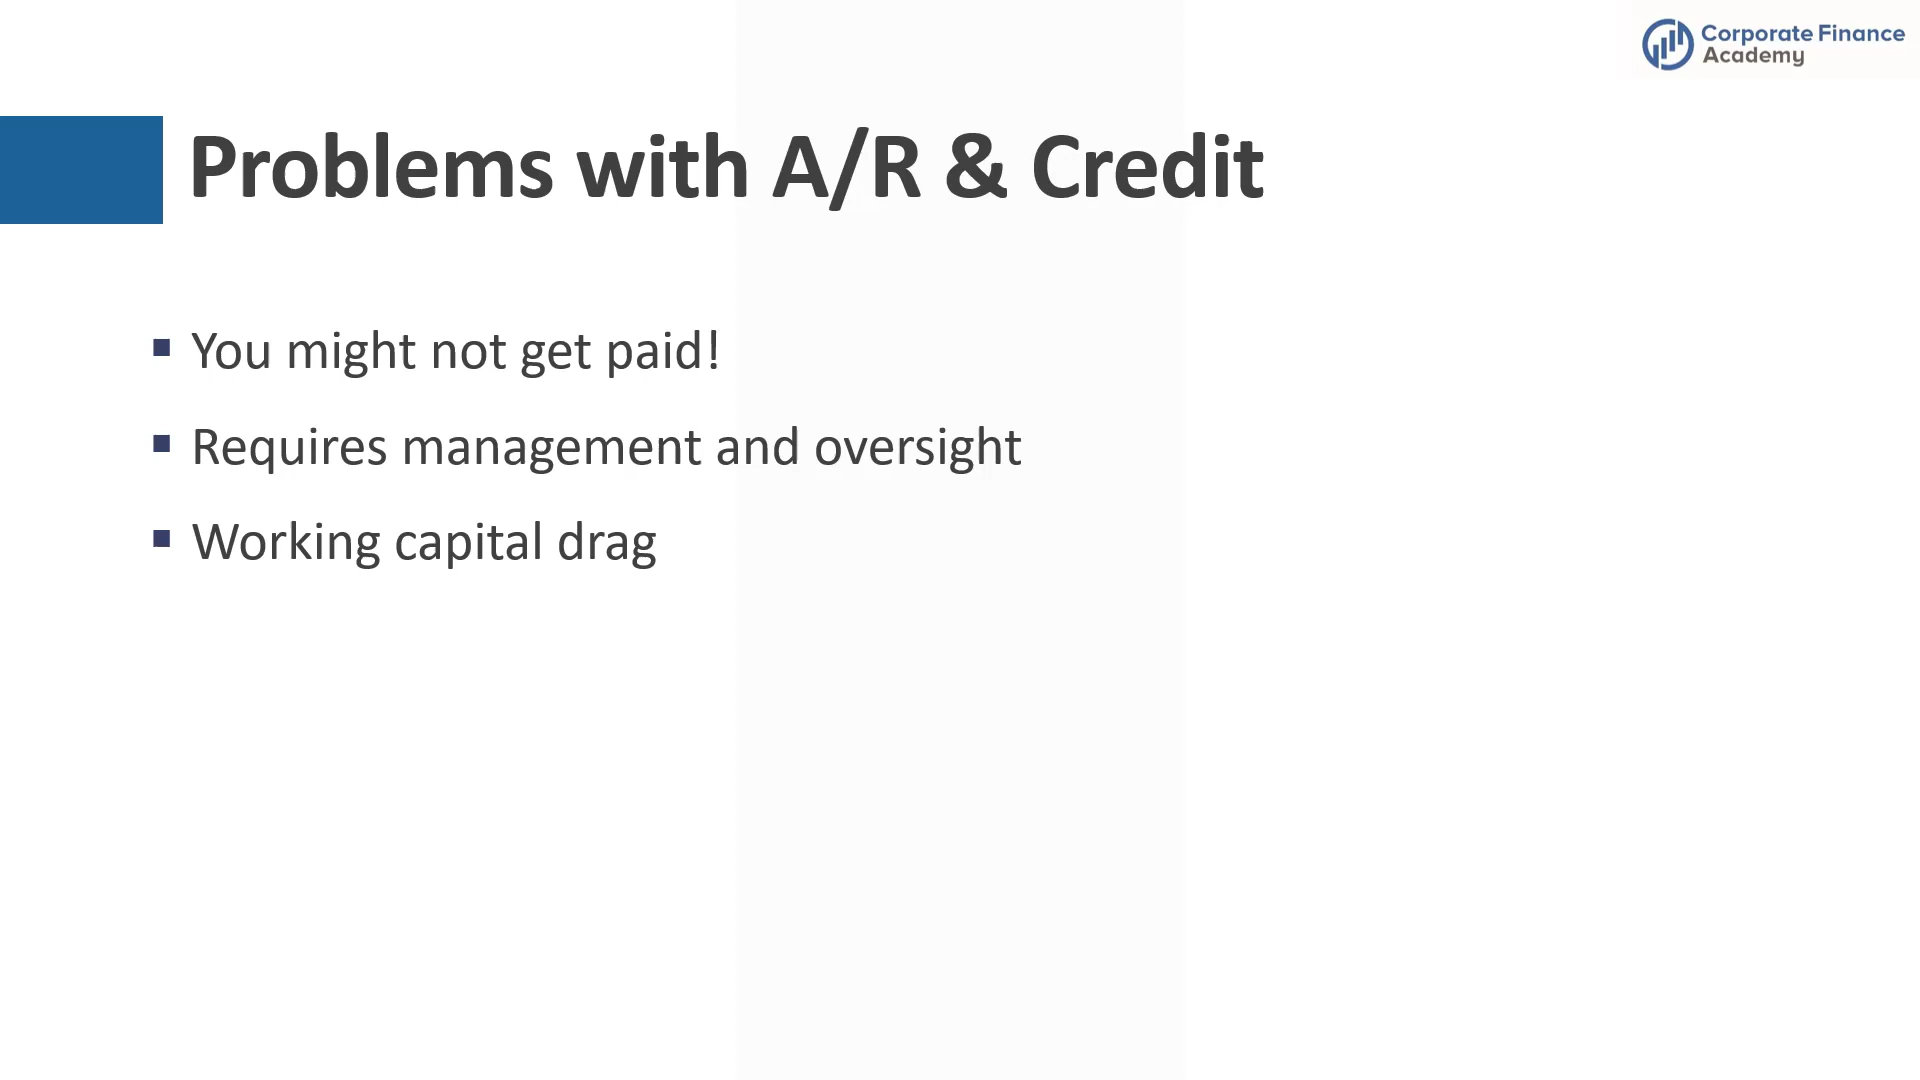 Corporate Finance
Academy
Problems with A/R & Credit
▪ You might not get paid!
▪ Requires management and oversight
▪ Working capital drag